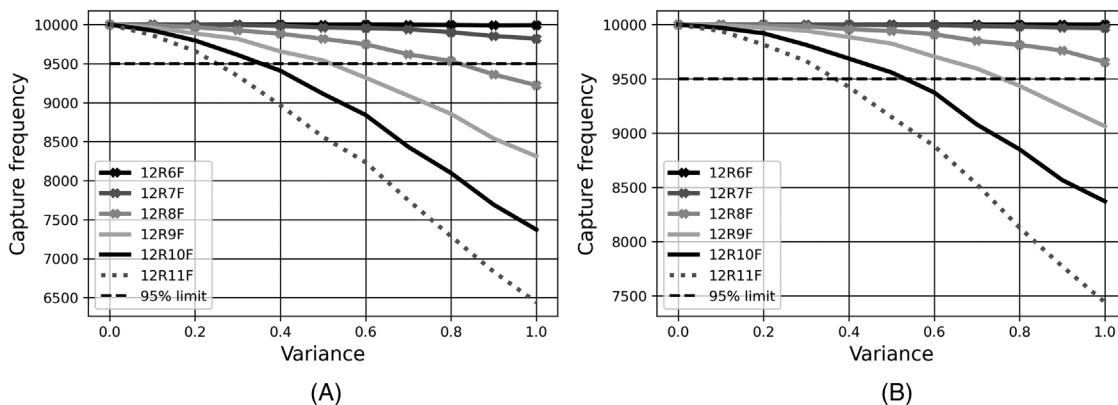 Capture frequency
10000
9500
9000
8500
8000
7500
7000
6500
12R6F
12R7F
12R8F
12R9F
12R10F
12R11F
95% limit
0.0 0.2 0.4 0.6 0.8 1.0
Variance
(A)
Capture frequency
10000
9500
9000
8500
8000
7500
12R6F
12R7F
12R8F
12R9F
12R10F
12R11F
95% limit
0.0 0.2 0.4 0.6 0.8 1.0
Variance
(B)